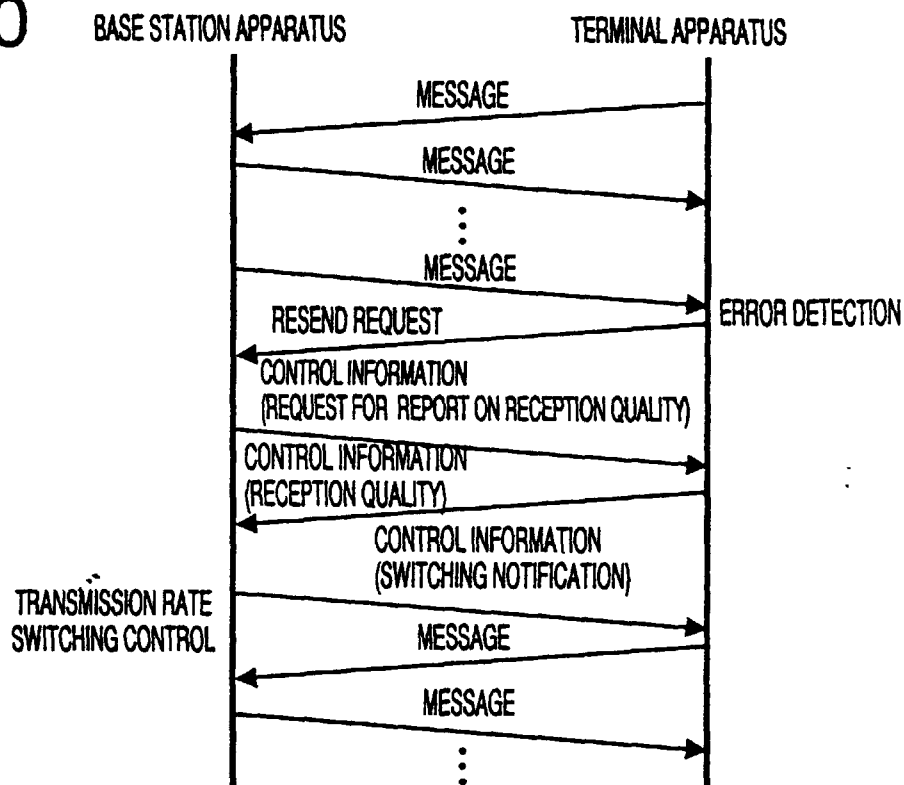 BASE STATION APPARATUS TERMINAL APPARATUS
MESSAGE
MESSAGE
MESSAGE
ERROR DETECTION
RESEND REQUEST
CONTROL INFORMATION
(REQUEST FOR REPORT ON RECEPTION QUALITY)
CONTROL INFORMATION
(RECEPTION QUALITY)
CONTROL INFORMATION
(SWITCHING NOTIFICATION)
TRANSMISSION RATE
SWITCHING CONTROL
MESSAGE
MESSAGE